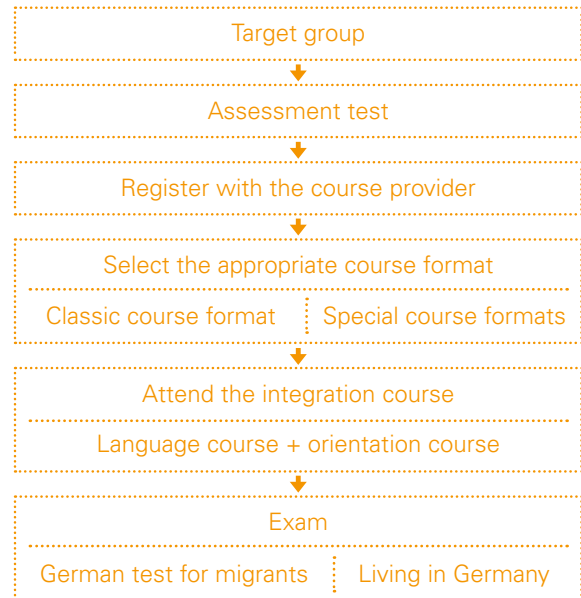 Target group
Assessment test
Register with the course provider
Select the appropriate course format
Classic course format
Special course formats
Attend the integration course
Language course + orientation course
Exam
German test for migrants
Living in Germany